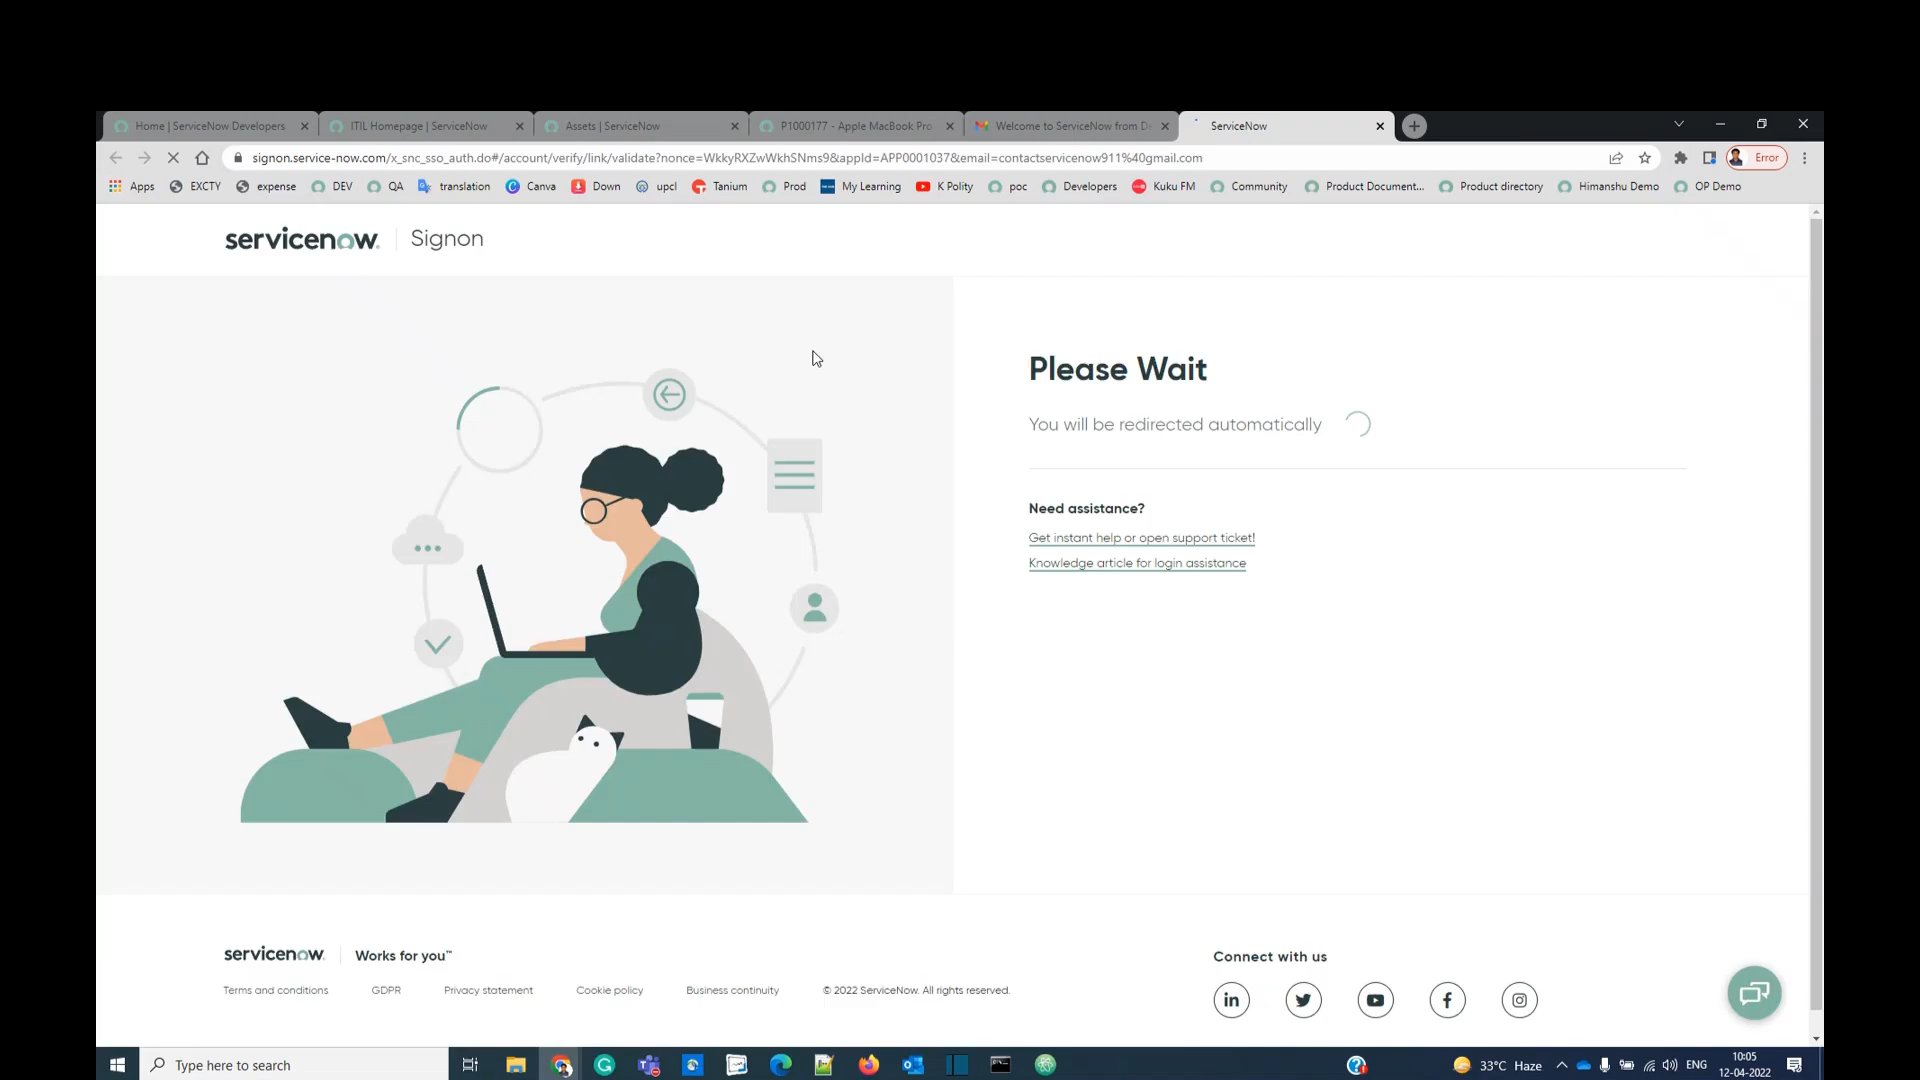 Home | ServiceNow Developers
ITIL Homepage | ServiceNow
Assets | ServiceNow
P1000177 - Apple MacBook Pro
Welcome to ServiceNow from De
ServiceNow
signon.service-now.com/x_snc_sso_auth.do#/account/verify/link/validate?nonce=WkkyRXZwWkhSNms9&appId=APP0001037&email=contactservicenow911%40gmail.com
Error
Apps
EXCTY
expense
DEV
QA
translation
Canva
Down
upcl
Tanium
Prod
My Learning
K Polity
poc
Developers
Kuku FM
Community
Product Document...
Product directory
Himanshu Demo
OP Demo
servicenow.
Signon
Please Wait
You will be redirected automatically
Need assistance?
Get instant help or open support ticket!
Knowledge article for login assistance
servicenow.
Works for you™
Terms and conditions
GDPR
Privacy statement
Cookie policy
Business continuity
© 2022 ServiceNow. All rights reserved.
Connect with us
Type here to search
33°C Haze
ENG
10:05
12-04-2022